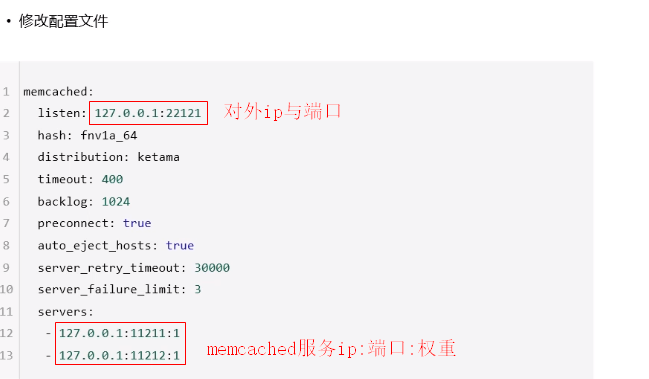 • 修改配置文件
1 memcached:
2 listen: 127.0.0.1:22121 对外ip与端口
3 hash: fnv1a_64
4 distribution: ketama
5 timeout: 400
6 backlog: 1024
7 preconnect: true
8 auto_eject_hosts: true
9 server_retry_timeout: 30000
10 server_failure_limit: 3
11 servers:
12 - 127.0.0.1:11211:1
memcached服务ip:端口:权重
13 - 127.0.0.1:11212:1